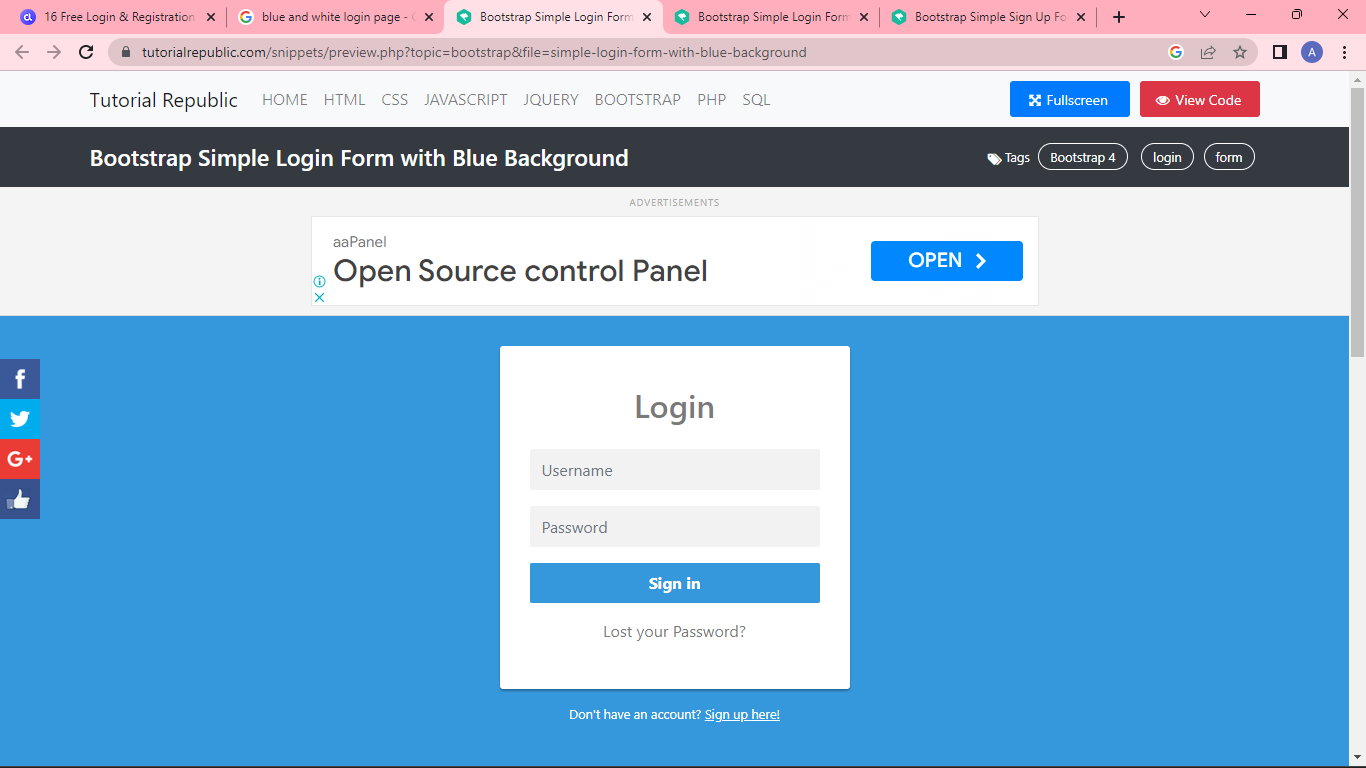 16 Free Login & Registration
blue and white login page -
Bootstrap Simple Login Form
Bootstrap Simple Login Form
Bootstrap Simple Sign Up Fo
tutorialrepublic.com/snippets/preview.php?topic=bootstrap&file=simple-login-form-with-blue-background
A
Tutorial Republic HOME HTML CSS JAVASCRIPT JQUERY BOOTSTRAP PHP SQL Fullscreen View Code
Bootstrap Simple Login Form with Blue Background Tags Bootstrap 4 login form
ADVERTISEMENTS
aaPanel
Open Source control Panel
OPEN
Login
Username
Password
Sign in
Lost your Password?
Don't have an account? Sign up here!